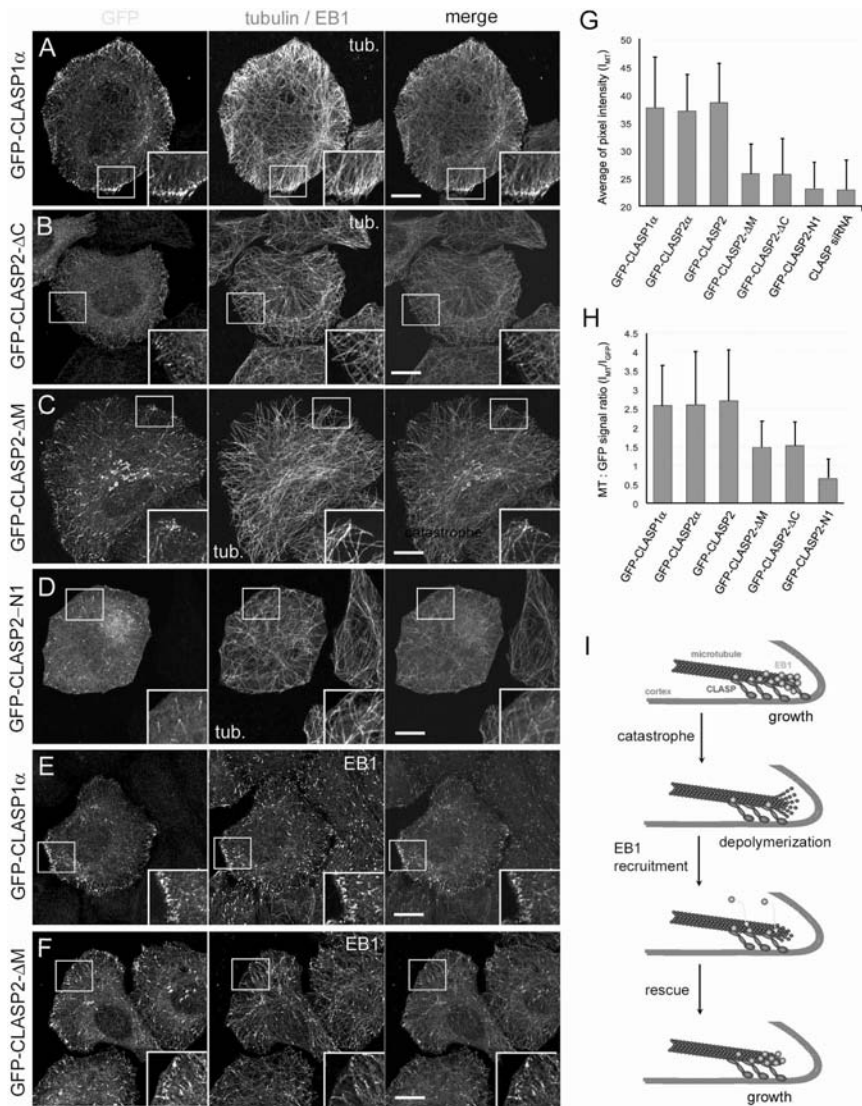 GFP
tubulin / EB1
merge
A
GFP-CLASP1α
tub.
B
GFP-CLASP2-ΔC
tub.
C
GFP-CLASP2-ΔM
tub.
catastrophe
D
GFP-CLASP2-N1
tub.
E
GFP-CLASP1α
EB1
F
GFP-CLASP2-ΔM
EB1
G
Average of pixel intensity (IMT)
50
45
40
35
30
25
20
GFP-CLASP1α
GFP-CLASP2α
GFP-CLASP2
GFP-CLASP2-ΔM
GFP-CLASP2-ΔC
GFP-CLASP2-N1
CLASP siRNA
H
MT : GFP signal ratio (IMT/IGFP)
4.5
4
3.5
3
2.5
2
1.5
1
0.5
0
GFP-CLASP1α
GFP-CLASP2α
GFP-CLASP2
GFP-CLASP2-ΔM
GFP-CLASP2-ΔC
GFP-CLASP2-N1
I
microtubule
EB1
cortex
CLASP
growth
catastrophe
depolymerization
EB1
recruitment
rescue
growth